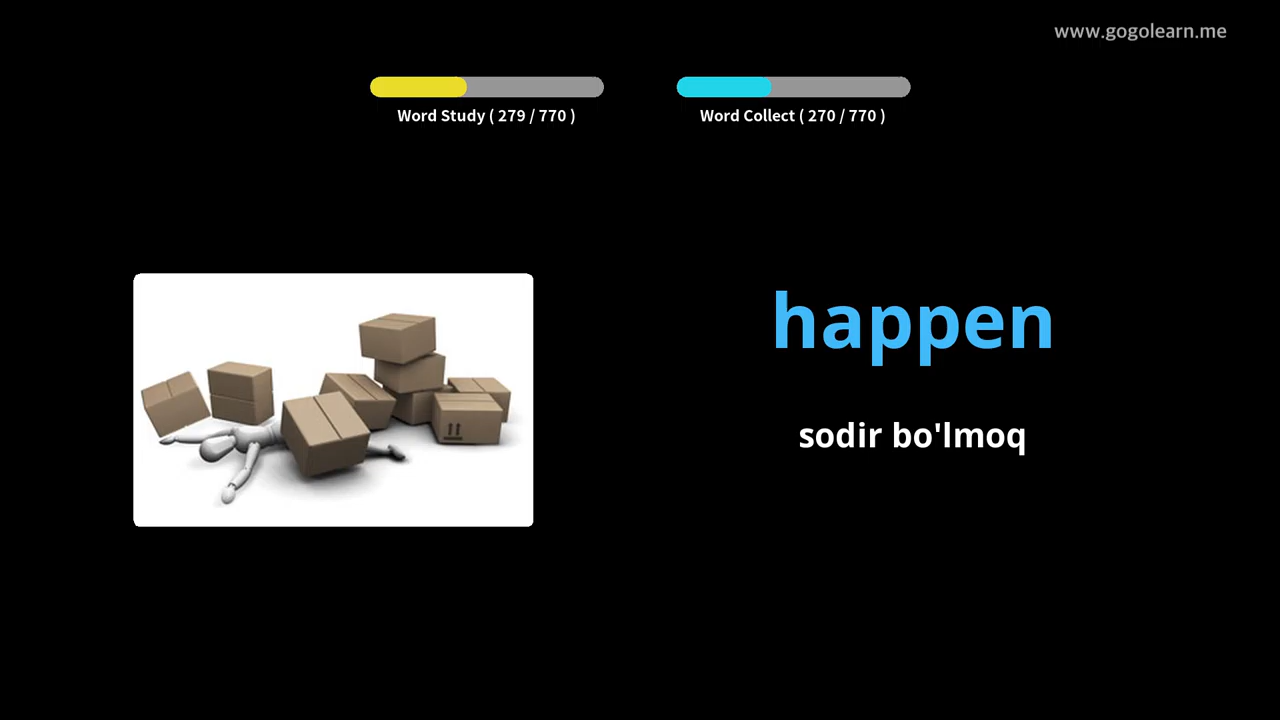 www.gogolearn.me
Word Study ( 279 / 770 )
Word Collect ( 270 / 770 )
happen
sodir bo'lmoq